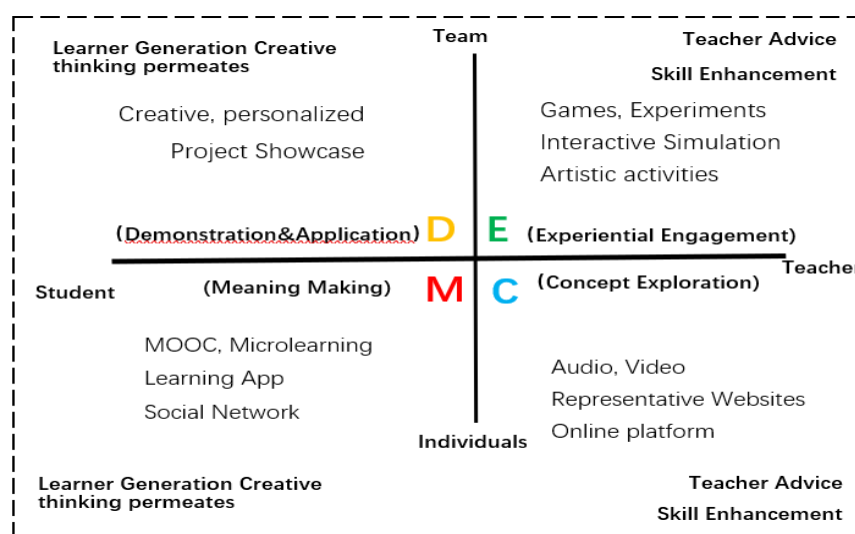 Team
Learner Generation Creative
thinking permeates
Teacher Advice
Skill Enhancement
Creative, personalized
Project Showcase
Games, Experiments
Interactive Simulation
Artistic activities
(Demonstration&Application) D
E (Experiential Engagement)
Student
Teacher
(Meaning Making) M
C (Concept Exploration)
MOOC, Microlearning
Learning App
Social Network
Audio, Video
Representative Websites
Online platform
Individuals
Learner Generation Creative
thinking permeates
Teacher Advice
Skill Enhancement